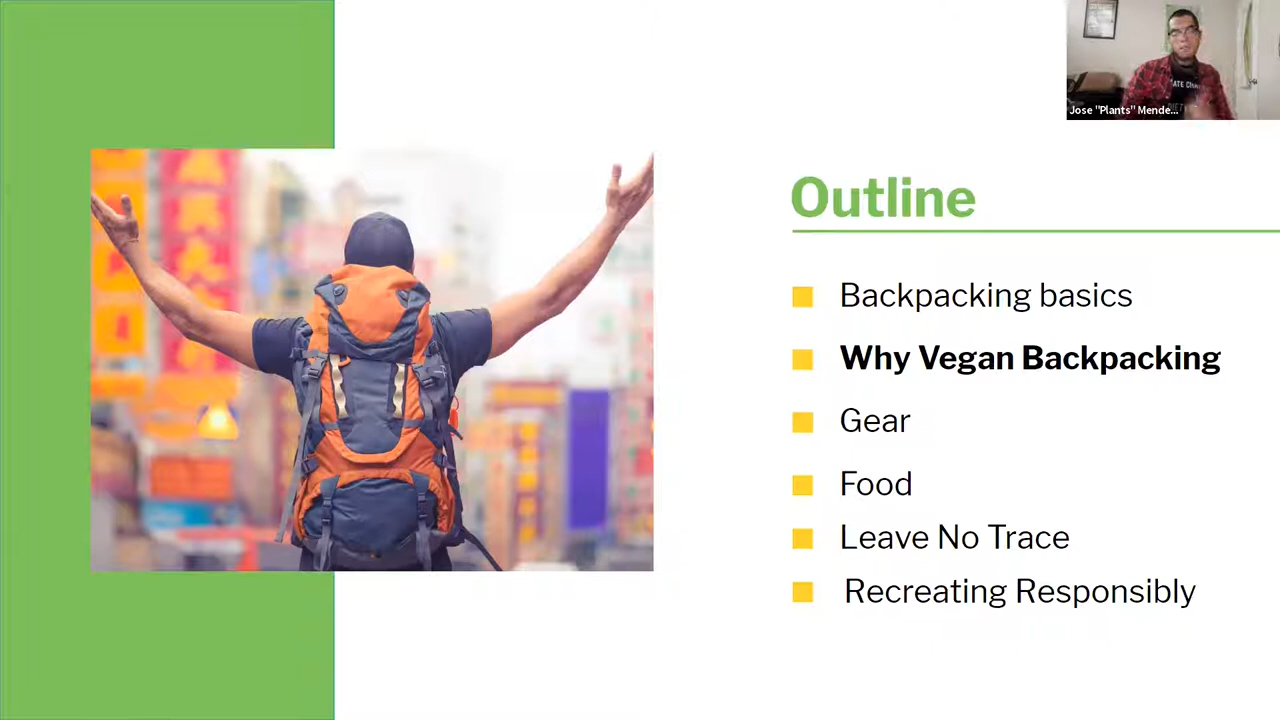 Jose "Plants" Mende...
Outline
Backpacking basics
Why Vegan Backpacking
Gear
Food
Leave No Trace
Recreating Responsibly